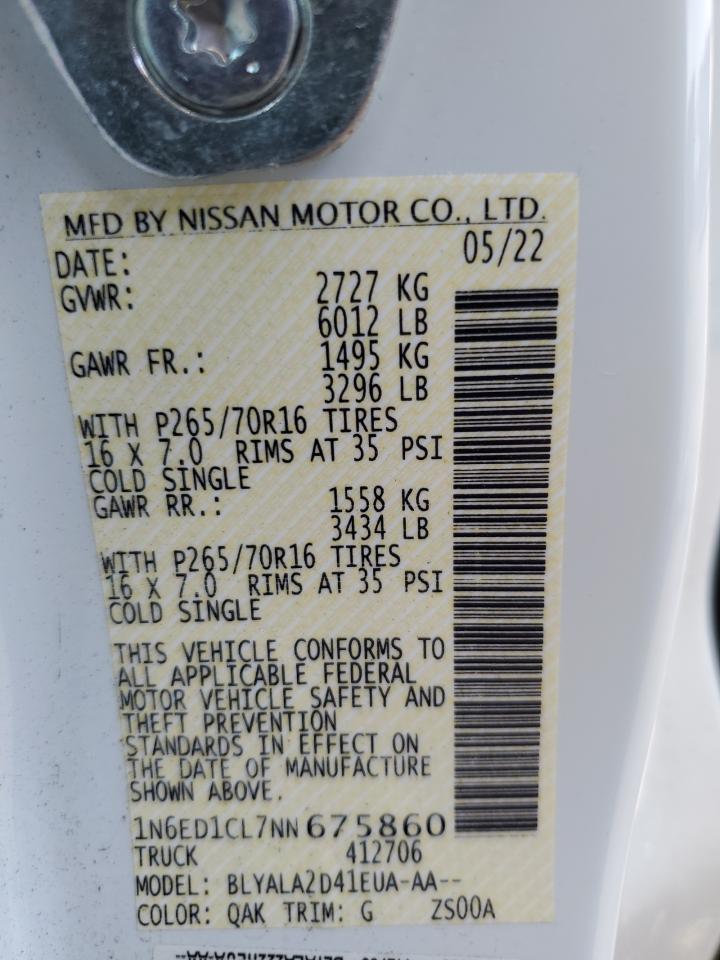 MFD BY NISSAN MOTOR CO., LTD.
DATE: 05/22
GVWR: 2727 KG
6012 LB
GAWR FR.: 1495 KG
3296 LB
WITH P265/70R16 TIRES
16 X 7.0 RIMS AT 35 PSI
COLD SINGLE
GAWR RR.: 1558 KG
3434 LB
WITH P265/70R16 TIRES
16 X 7.0 RIMS AT 35 PSI
COLD SINGLE
THIS VEHICLE CONFORMS TO
ALL APPLICABLE FEDERAL
MOTOR VEHICLE SAFETY AND
THEFT PREVENTION
STANDARDS IN EFFECT ON
THE DATE OF MANUFACTURE
SHOWN ABOVE.
1N6ED1CL7NN675860
TRUCK 412706
MODEL: BLYALA2D41EUA-AA--
COLOR: QAK TRIM: G ZS00A